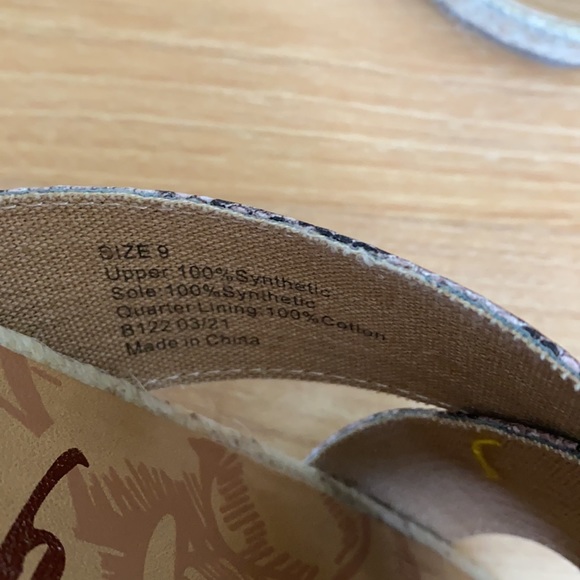 SIZE 9
Upper:100%Synthetic
Sole:100%Synthetic
Quarter Lining:100%Cotton
B122 03/21
Made in China